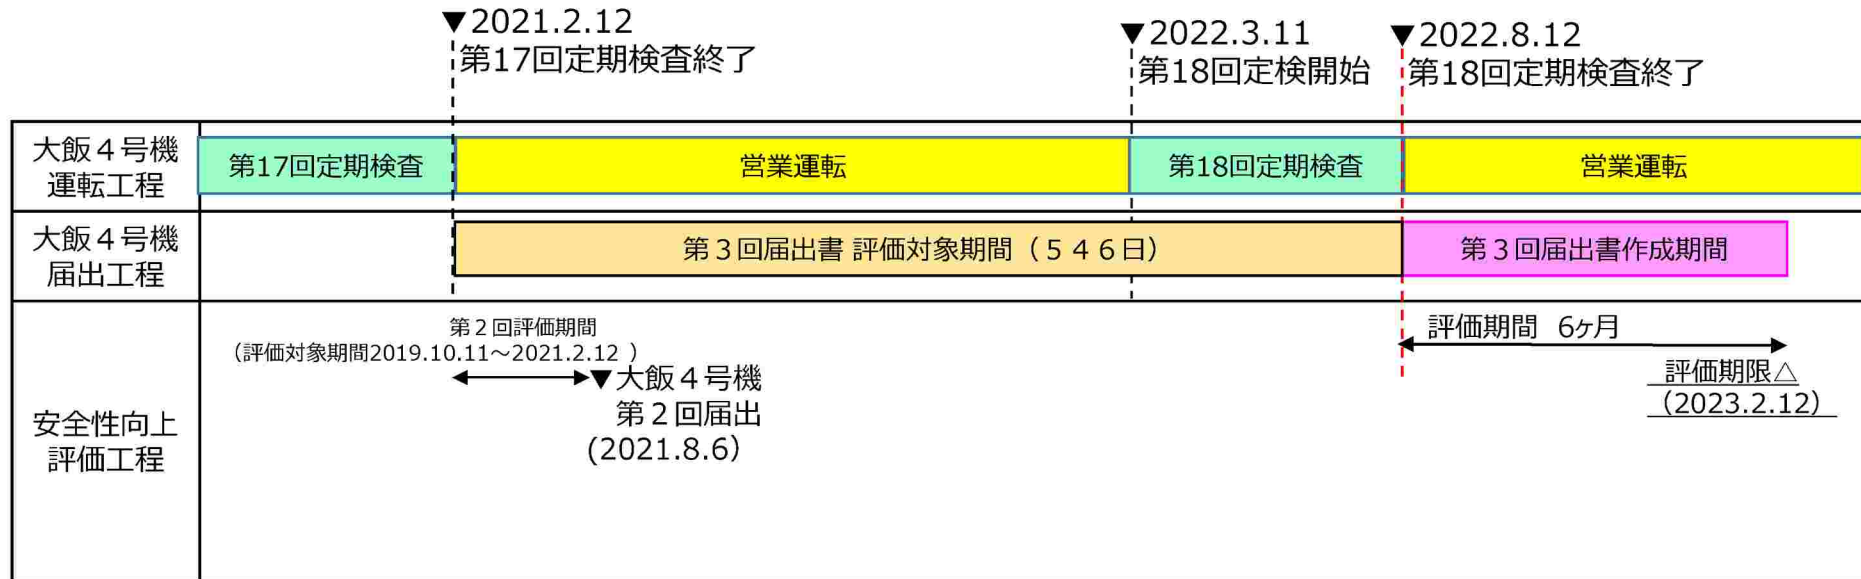 ▼2021.2.12
第17回定期検査終了
▼2022.3.11
第18回定検開始
▼2022.8.12
第18回定期検査終了
大飯４号機
運転工程
第17回定期検査
営業運転
第18回定期検査
営業運転
大飯４号機
届出工程
第３回届出書 評価対象期間（５４６日）
第３回届出書作成期間
安全性向上
評価工程
第２回評価期間
（評価対象期間2019.10.11～2021.2.12 ）
▼大飯４号機
第２回届出
(2021.8.6）
評価期間　6ヶ月
評価期限△
（2023.2.12）